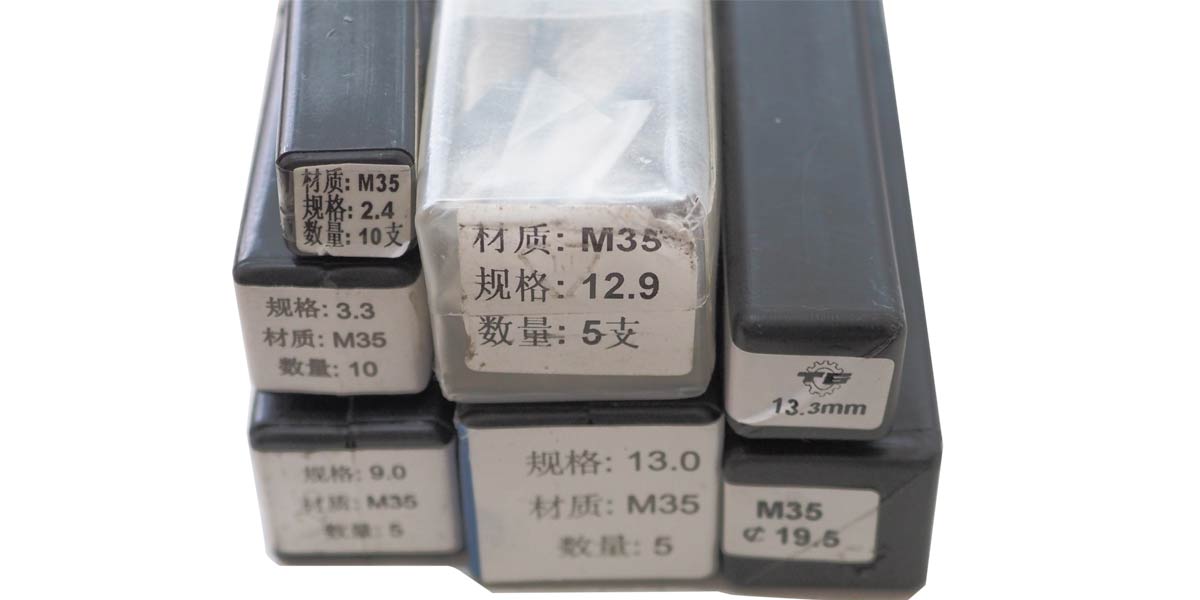 材质: M35
规格: 2.4
数量: 10支
材质: M35
规格: 12.9
数量: 5支
规格: 3.3
材质: M35
数量: 10
TE
13.3mm
规格: 9.0
材质: M35
数量: 5
规格: 13.0
材质: M35
数量: 5
M35
¢ 19.5